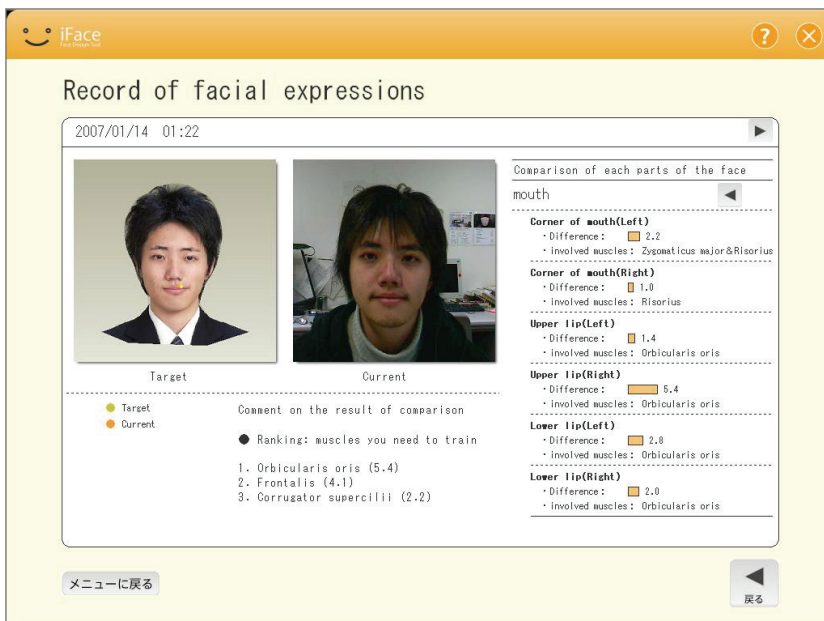 iFace
Face Design Tool
?
Record of facial expressions
2007/01/14 01:22
Target
Current
Target
Current
Comment on the result of comparison
● Ranking: muscles you need to train
1. Orbicularis oris (5.4)
2. Frontalis (4.1)
3. Corrugator supercilii (2.2)
Comparison of each parts of the face
mouth
Corner of mouth(Left)
・Difference: 2.2
・involved muscles: Zygomaticus major&Risorius
Corner of mouth(Right)
・Difference: 1.0
・involved muscles: Risorius
Upper lip(Left)
・Difference: 1.4
・involved muscles: Orbicularis oris
Upper lip(Right)
・Difference: 5.4
・involved muscles: Orbicularis oris
Lower lip(Left)
・Difference: 2.8
・involved muscles: Orbicularis oris
Lower lip(Right)
・Difference: 2.0
・involved muscles: Orbicularis oris
メニューに戻る
戻る